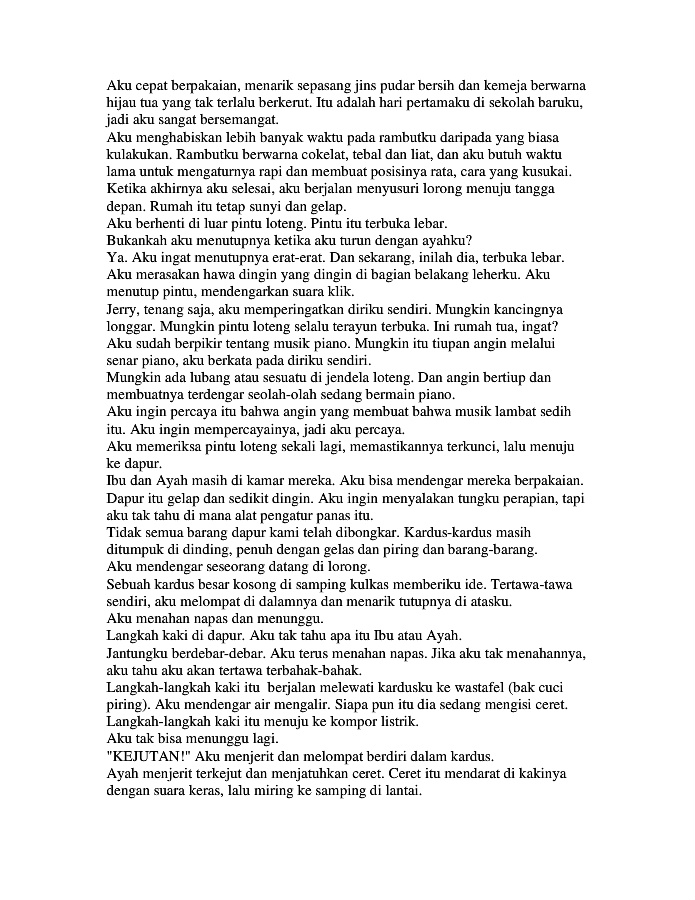 Aku cepat berpakaian, menarik sepasang jins pudar bersih dan kemeja berwarna
hijau tua yang tak terlalu berkerut. Itu adalah hari pertamaku di sekolah baruku,
jadi aku sangat bersemangat.
Aku menghabiskan lebih banyak waktu pada rambutku daripada yang biasa
kulakukan. Rambutku berwarna cokelat, tebal dan liat, dan aku butuh waktu
lama untuk mengaturnya rapi dan membuat posisinya rata, cara yang kusukai.
Ketika akhirnya aku selesai, aku berjalan menyusuri lorong menuju tangga
depan. Rumah itu tetap sunyi dan gelap.
Aku berhenti di luar pintu loteng. Pintu itu terbuka lebar.
Bukankah aku menutupnya ketika aku turun dengan ayahku?
Ya. Aku ingat menutupnya erat-erat. Dan sekarang, inilah dia, terbuka lebar.
Aku merasakan hawa dingin yang dingin di bagian belakang leherku. Aku
menutup pintu, mendengarkan suara klik.
Jerry, tenang saja, aku memperingatkan diriku sendiri. Mungkin kancingnya
longgar. Mungkin pintu loteng selalu terayun terbuka. Ini rumah tua, ingat?
Aku sudah berpikir tentang musik piano. Mungkin itu tiupan angin melalui
senar piano, aku berkata pada diriku sendiri.
Mungkin ada lubang atau sesuatu di jendela loteng. Dan angin bertiup dan
membuatnya terdengar seolah-olah sedang bermain piano.
Aku ingin percaya itu bahwa angin yang membuat bahwa musik lambat sedih
itu. Aku ingin mempercayainya, jadi aku percaya.
Aku memeriksa pintu loteng sekali lagi, memastikannya terkunci, lalu menuju
ke dapur.
Ibu dan Ayah masih di kamar mereka. Aku bisa mendengar mereka berpakaian.
Dapur itu gelap dan sedikit dingin. Aku ingin menyalakan tungku perapian, tapi
aku tak tahu di mana alat pengatur panas itu.
Tidak semua barang dapur kami telah dibongkar. Kardus-kardus masih
ditumpuk di dinding, penuh dengan gelas dan piring dan barang-barang.
Aku mendengar seseorang datang di lorong.
Sebuah kardus besar kosong di samping kulkas memberiku ide. Tertawa-tawa
sendiri, aku melompat di dalamnya dan menarik tutupnya di atasku.
Aku menahan napas dan menunggu.
Langkah kaki di dapur. Aku tak tahu apa itu Ibu atau Ayah.
Jantungku berdebar-debar. Aku terus menahan napas. Jika aku tak menahannya,
aku tahu aku akan tertawa terbahak-bahak.
Langkah-langkah kaki itu  berjalan melewati kardusku ke wastafel (bak cuci
piring). Aku mendengar air mengalir. Siapa pun itu dia sedang mengisi ceret.
Langkah-langkah kaki itu menuju ke kompor listrik.
Aku tak bisa menunggu lagi.
"KEJUTAN!" Aku menjerit dan melompat berdiri dalam kardus.
Ayah menjerit terkejut dan menjatuhkan ceret. Ceret itu mendarat di kakinya
dengan suara keras, lalu miring ke samping di lantai.